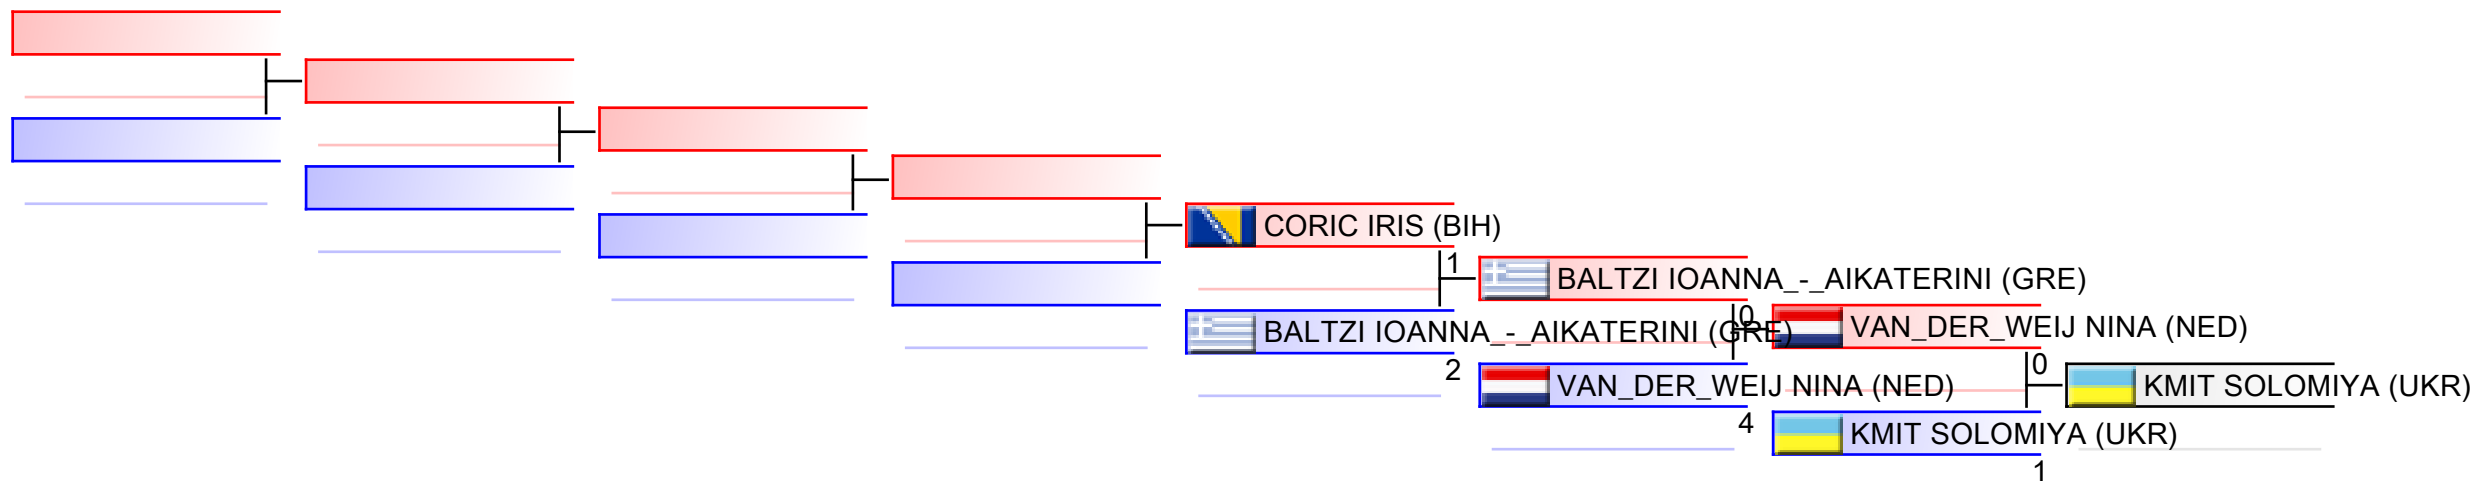 CORIC IRIS (BIH)
1
BALTZI IOANNA_-_AIKATERINI (GRE)
2
BALTZI IOANNA_-_AIKATERINI (GRE)
0
VAN_DER_WEIJ NINA (NED)
4
VAN_DER_WEIJ NINA (NED)
0
KMIT SOLOMIYA (UKR)
1
KMIT SOLOMIYA (UKR)